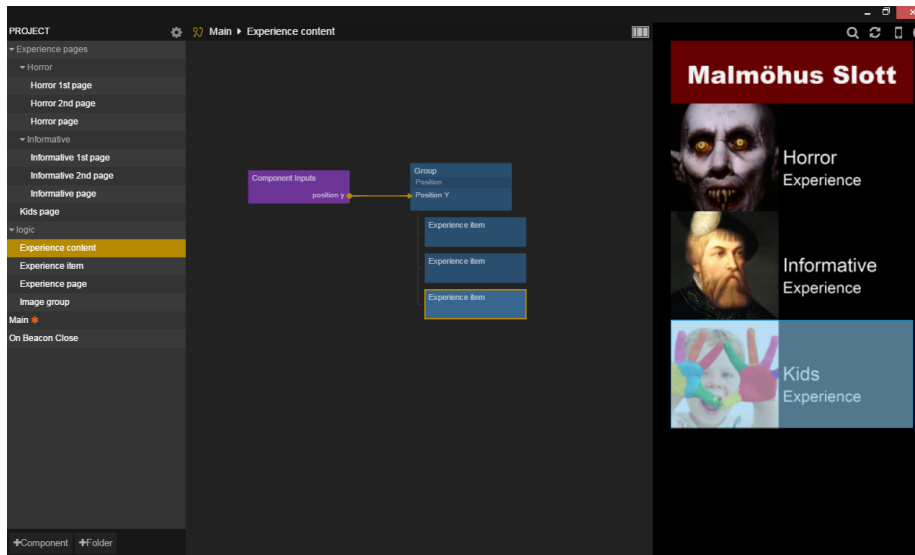 PROJECT
Experience pages
Horror
Horror 1st page
Horror 2nd page
Horror page
Informative
Informative 1st page
Informative 2nd page
Informative page
Kids page
logic
Experience content
Experience item
Experience page
Image group
Main
On Beacon Close
+Component +Folder
Main ▸ Experience content
Component Inputs
position y
Group
Position
Position Y
Experience item
Experience item
Experience item
Malmöhus Slott
Horror
Experience
Informative
Experience
Kids
Experience